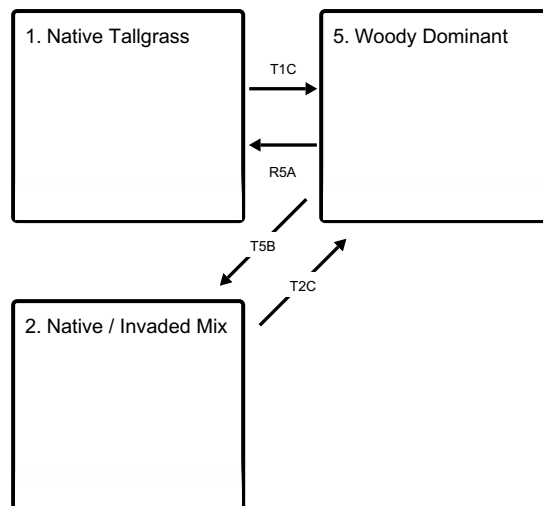 1. Native Tallgrass
5. Woody Dominant
T1C
R5A
T5B
T2C
2. Native / Invaded Mix